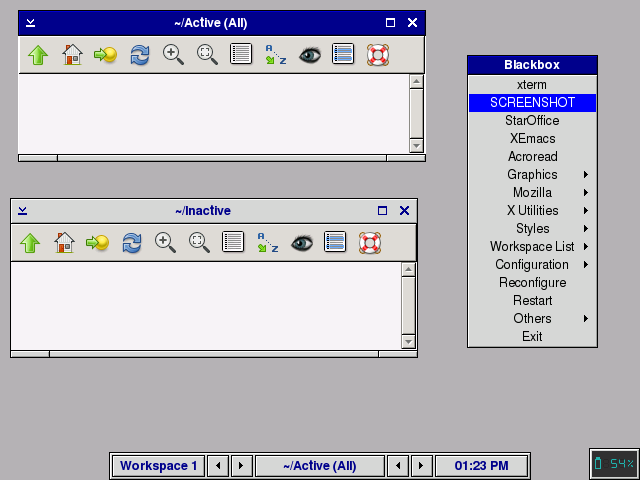 ~/Active (All)
A
Z
~/Inactive
A
Z
Blackbox
xterm
SCREENSHOT
StarOffice
XEmacs
Acroread
Graphics
Mozilla
X Utilities
Styles
Workspace List
Configuration
Reconfigure
Restart
Others
Exit
Workspace 1
~/Active (All)
01:23 PM
54%